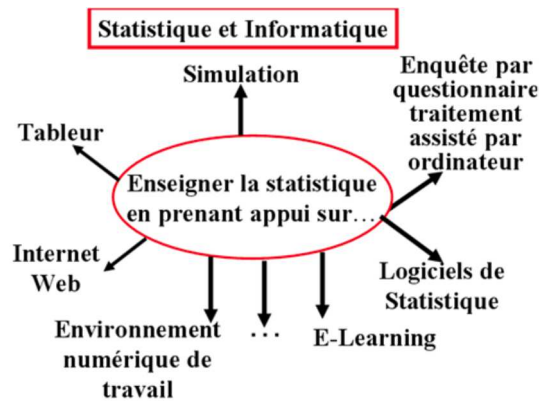 Statistique et Informatique
Simulation
Enquête par
questionnaire
traitement
assisté par
ordinateur
Tableur
Enseigner la statistique
en prenant appui sur…
Internet
Web
Logiciels de
Statistique
Environnement
numérique de
travail
...
E-Learning